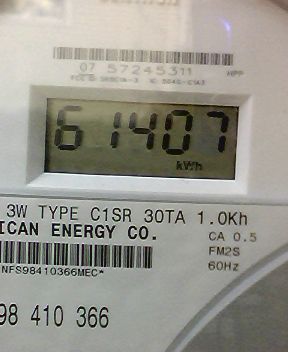 07 57245311 HPP
61407
kWh
3W TYPE C1SR 30TA 1.0Kh
ICAN ENERGY CO.
CA 0.5
FM2S
60Hz
NFS98410366MEC*
98 410 366